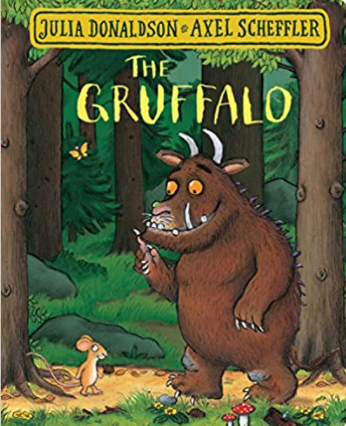 JULIA DONALDSON & AXEL SCHEFFLER
THE
GRUFFALO